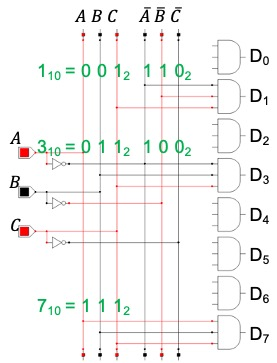 A B C Ā B̄ C̄
D₀
1₁₀ = 0 0 1₂ 1 1 0₂
D₁
D₂
A
3₁₀ = 0 1 1₂ 1 0 0₂
D₃
B
D₄
C
D₅
D₆
7₁₀ = 1 1 1₂
D₇